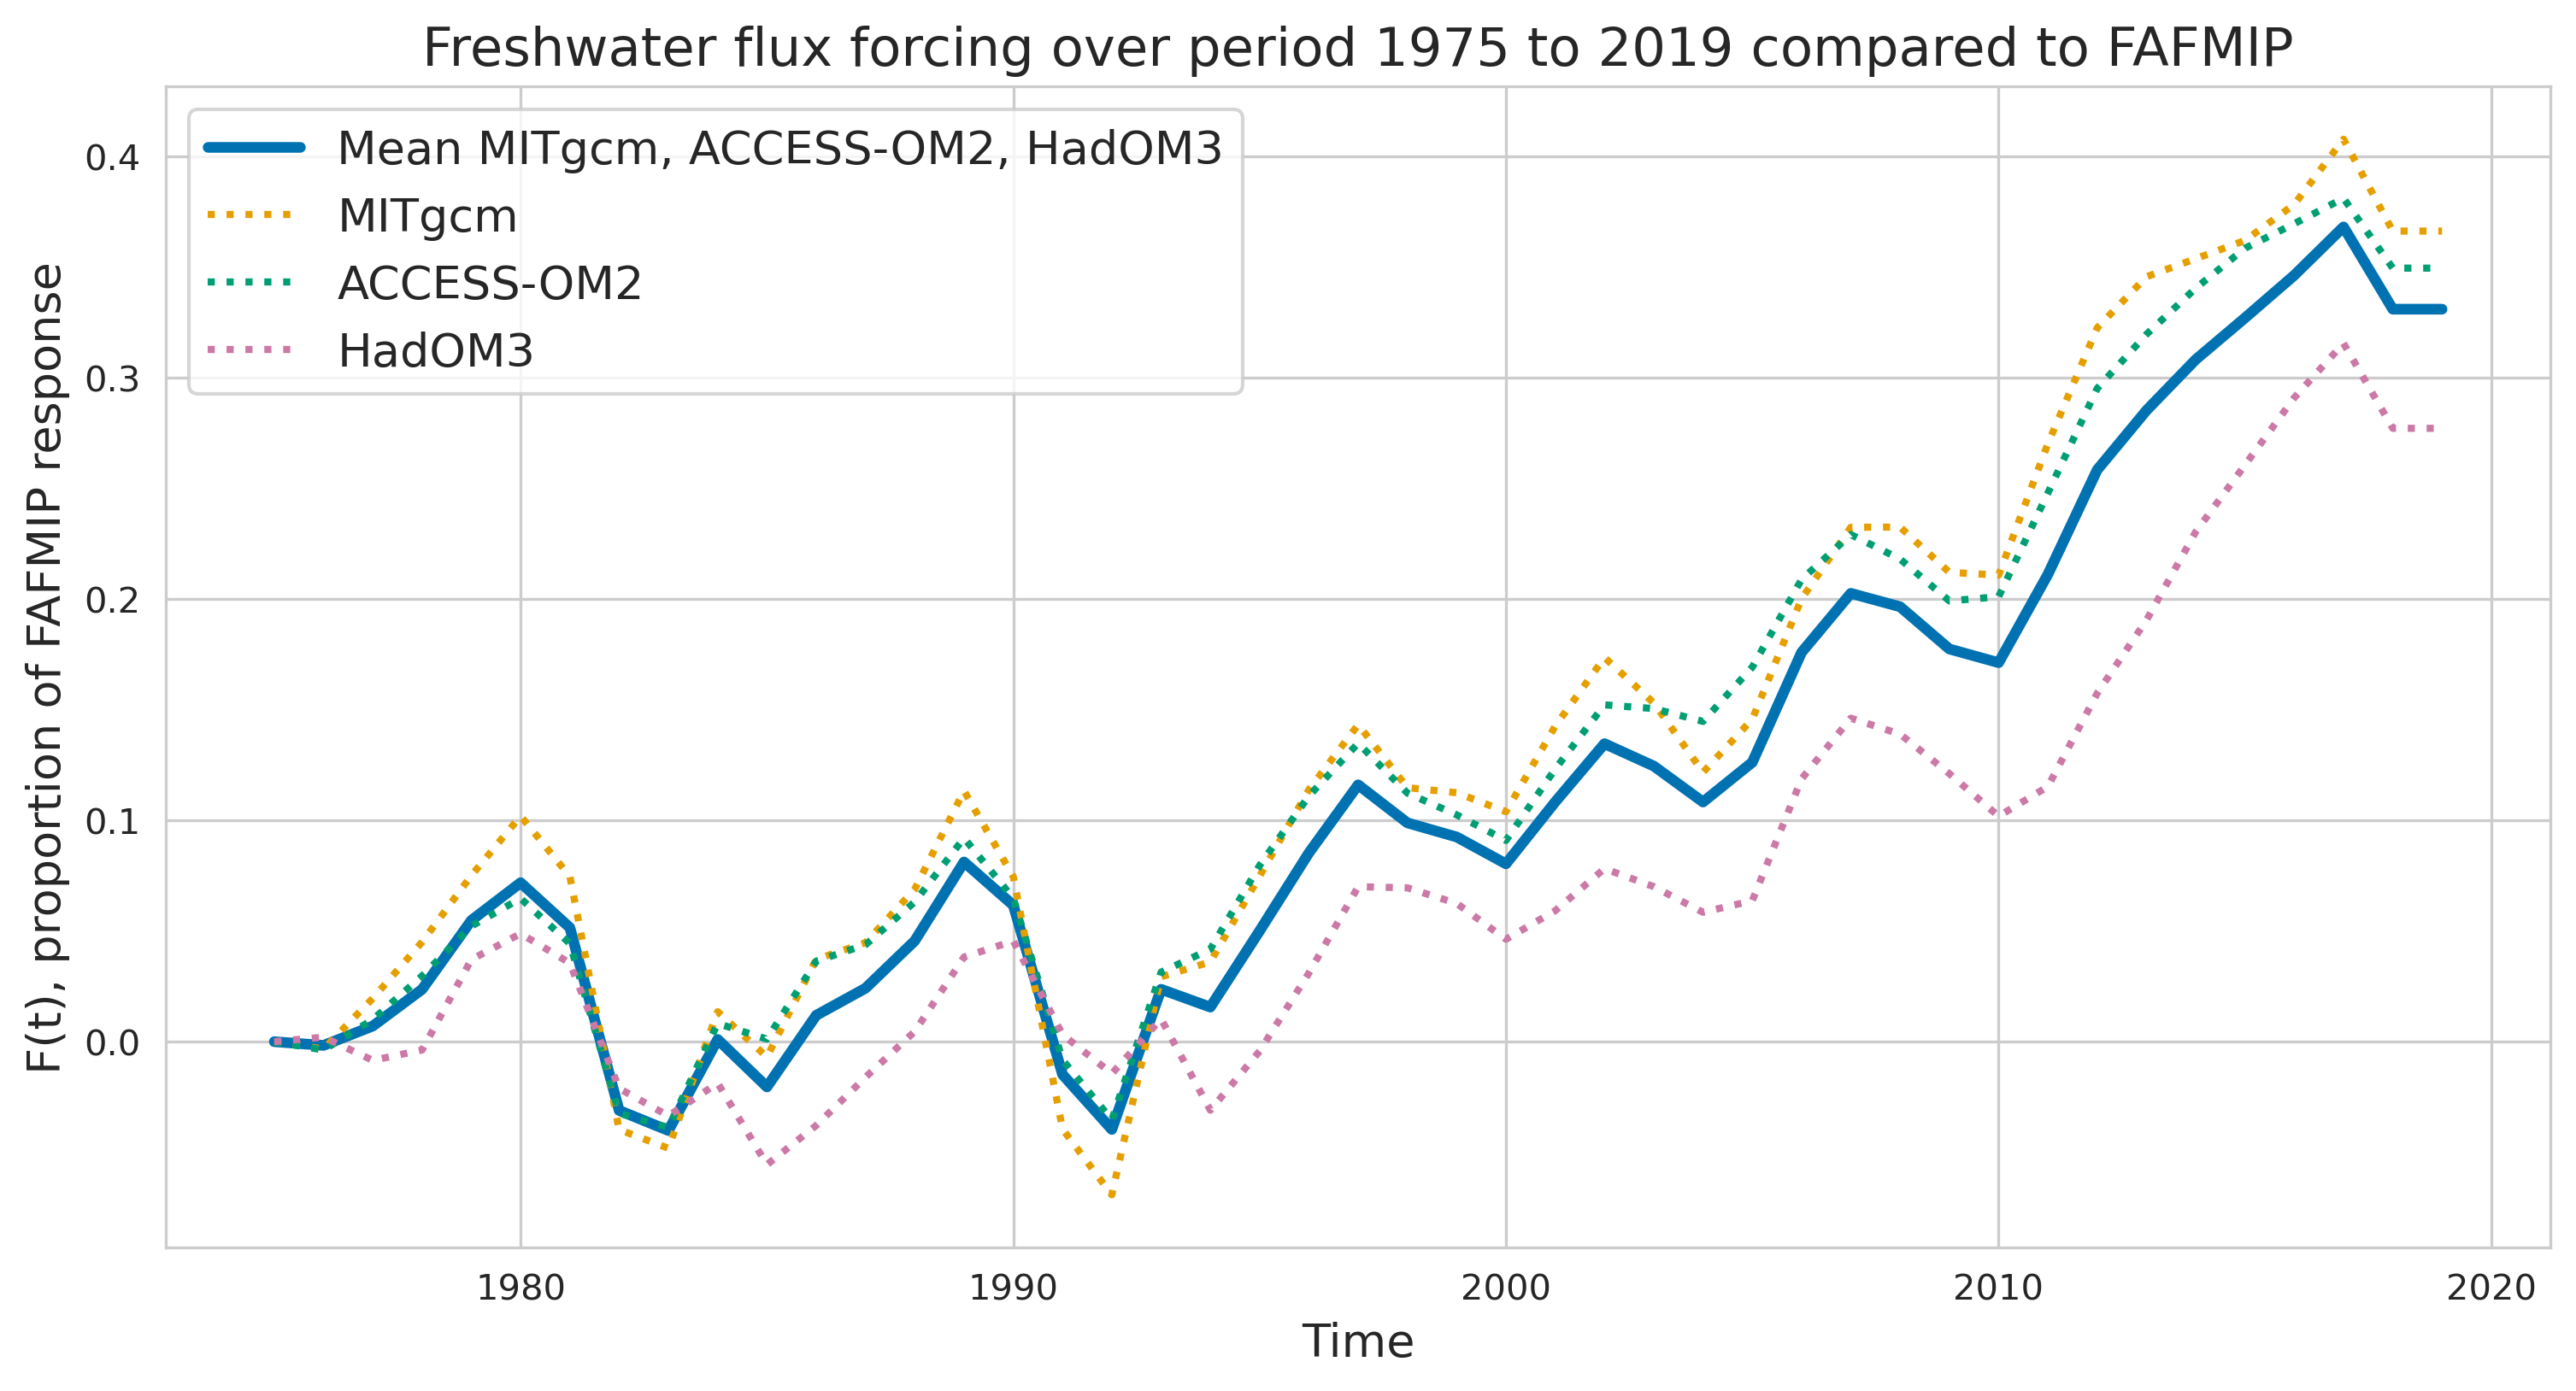 Freshwater flux forcing over period 1975 to 2019 compared to FAFMIP
Mean MITgcm, ACCESS-OM2, HadOM3
MITgcm
ACCESS-OM2
HadOM3
F(t), proportion of FAFMIP response
0.4
0.3
0.2
0.1
0.0
1980 1990 2000 2010 2020
Time